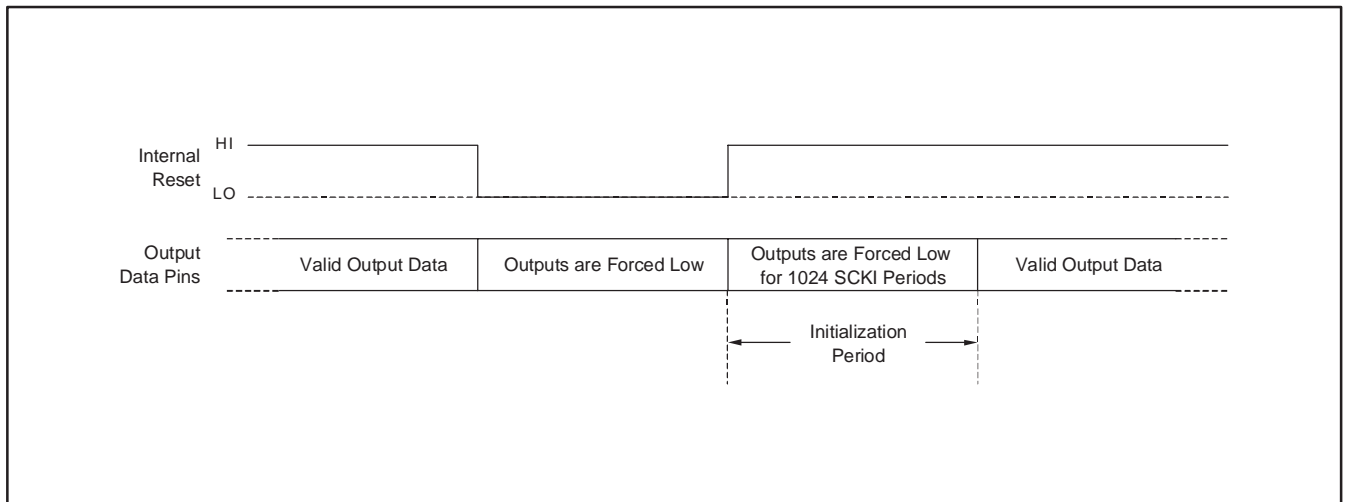 HI
Internal
Reset
LO
Output
Data Pins
Valid Output Data
Outputs are Forced Low
Outputs are Forced Low
for 1024 SCKI Periods
Valid Output Data
Initialization
Period